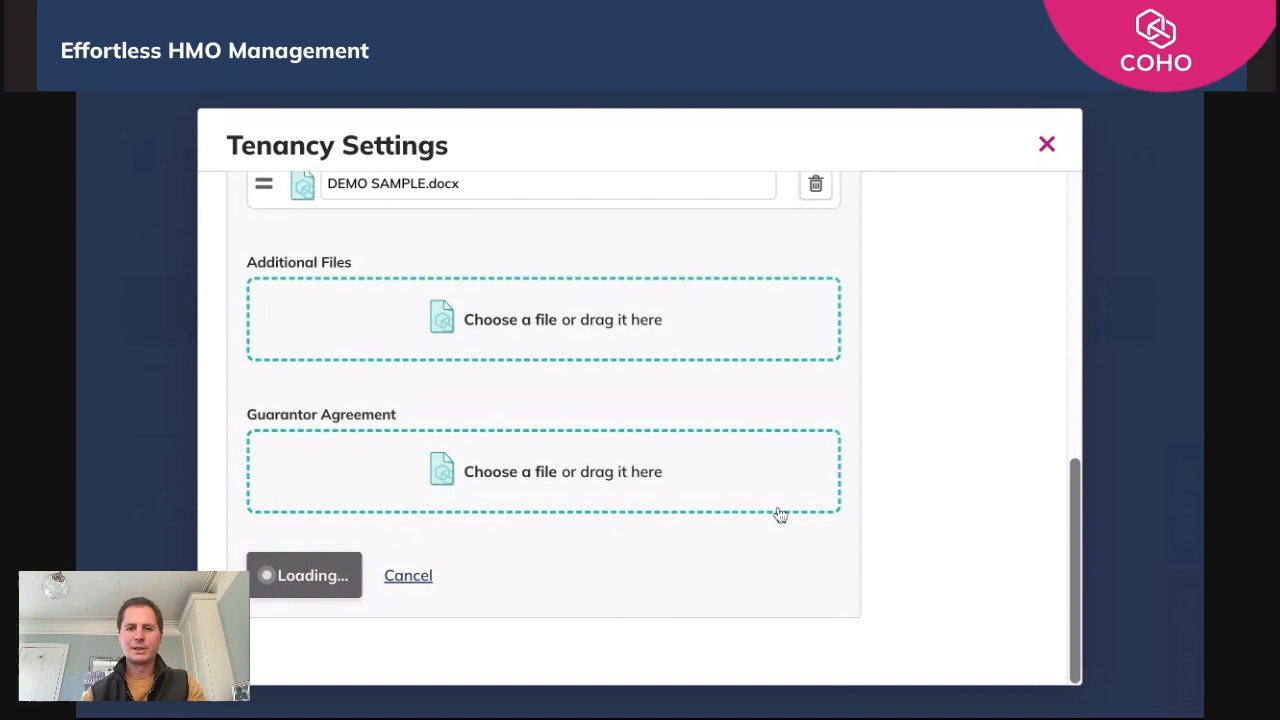 Effortless HMO Management
COHO
Tenancy Settings
DEMO SAMPLE.docx
Additional Files
Choose a file or drag it here
Guarantor Agreement
Choose a file or drag it here
Loading...
Cancel